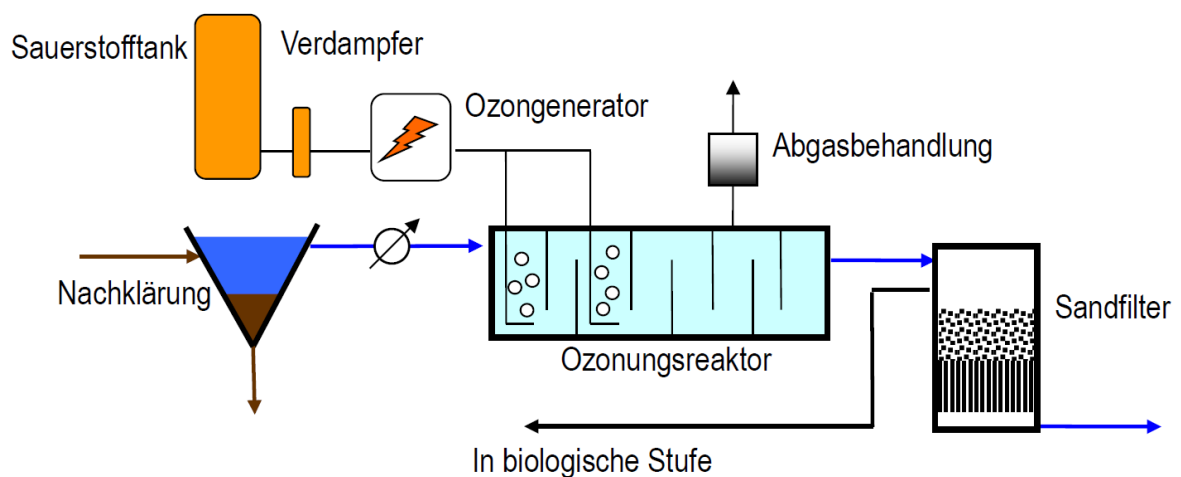 Sauerstofftank
Verdampfer
Ozongenerator
Abgasbehandlung
Nachklärung
Ozonungsreaktor
Sandfilter
In biologische Stufe